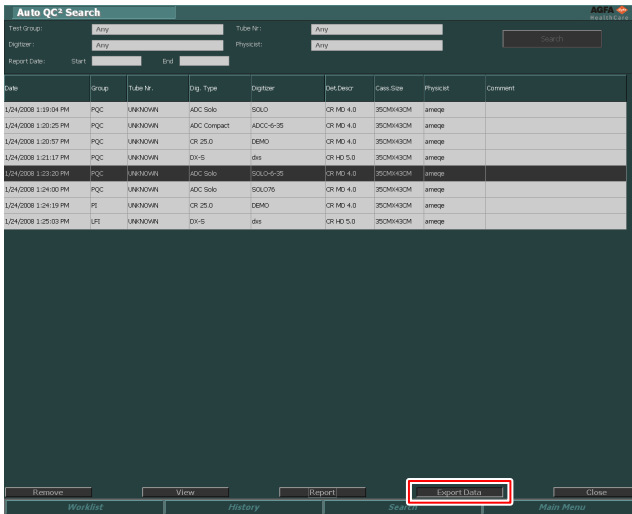 Auto QC² Search
AGFA
HealthCare
Test Group: Any Tube Nr: Any
Digitizer: Any Physicist: Any Search
Report Date: Start End
Date Group Tube Nr. Dig. Type Digitizer Det.Descr Cass.Size Physicist Comment
1/24/2008 1:19:04 PM PQC UNKNOWN ADC Solo SOLO CR MD 4.0 35CMX43CM ameqe
1/24/2008 1:20:25 PM PQC UNKNOWN ADC Compact ADCC-6-35 CR MD 4.0 35CMX43CM ameqe
1/24/2008 1:20:57 PM PQC UNKNOWN CR 25.0 DEMO CR MD 4.0 35CMX43CM ameqe
1/24/2008 1:21:17 PM PQC UNKNOWN DX-S dxs CR HD 5.0 35CMX43CM ameqe
1/24/2008 1:23:20 PM PQC UNKNOWN ADC Solo SOLO-6-35 CR MD 4.0 35CMX43CM ameqe
1/24/2008 1:24:00 PM PQC UNKNOWN ADC Solo SOLO76 CR MD 4.0 35CMX43CM ameqe
1/24/2008 1:24:19 PM PI UNKNOWN CR 25.0 DEMO CR MD 4.0 35CMX43CM ameqe
1/24/2008 1:25:03 PM LFI UNKNOWN DX-S dxs CR HD 5.0 35CMX43CM ameqe
Remove View Report Export Data Close
Worklist History Search Main Menu